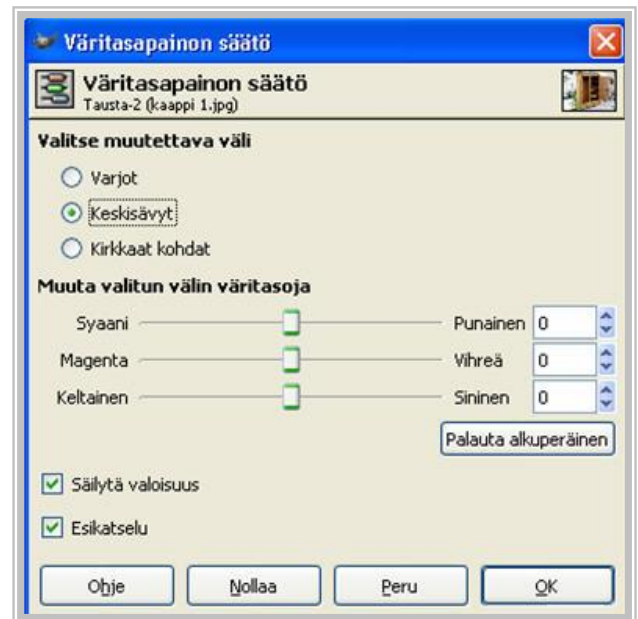 Väritasapainon säätö
Väritasapainon säätö
Tausta-2 (kaappi 1.jpg)
Valitse muutettava väli
Varjot
Keskisävyt
Kirkkaat kohdat
Muuta valitun välin väritasoja
Syaani Punainen 0
Magenta Vihreä 0
Keltainen Sininen 0
Palauta alkuperäinen
Säilytä valoisuus
Esikatselu
Ohje Nollaa Peru OK